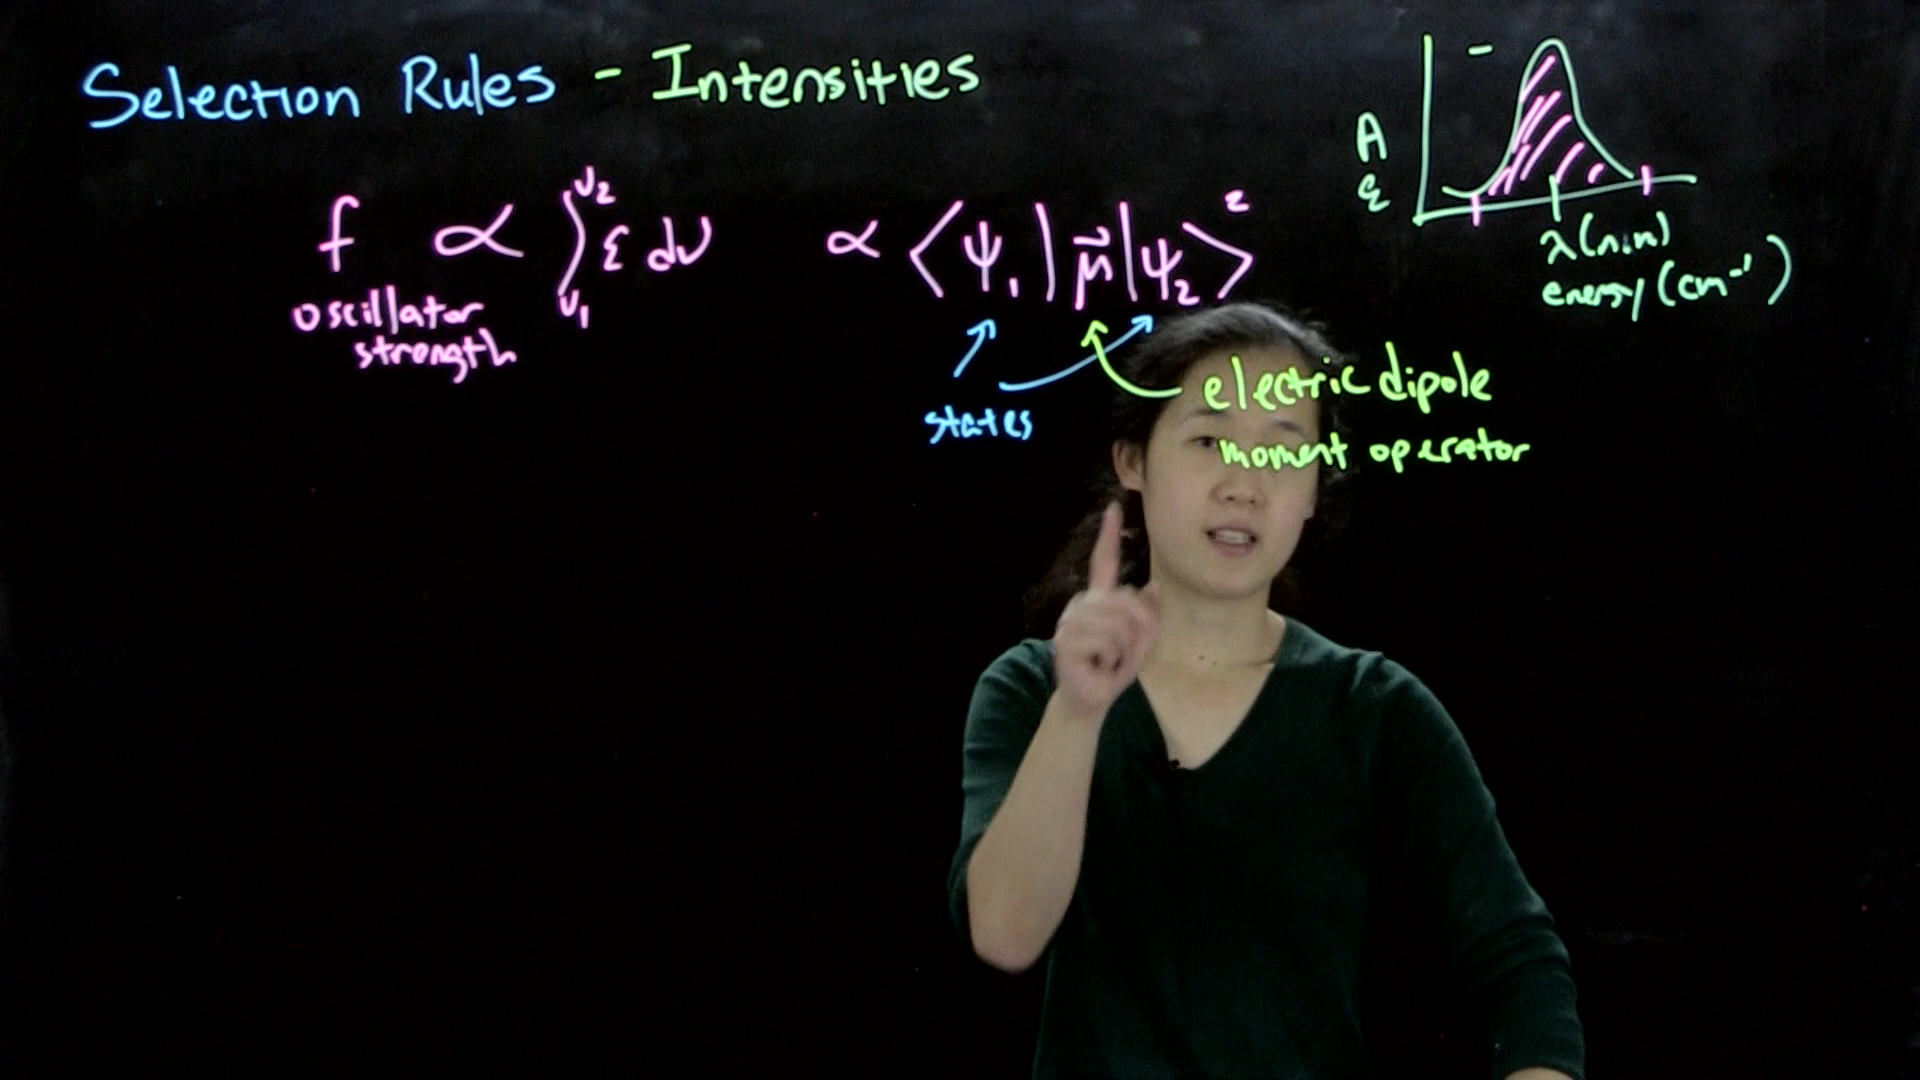 Selection Rules - Intensities
f ∝ ∫ν₁^ν₂ ε dν ∝ ⟨ψ₁|μ⃗|ψ₂⟩²
oscillator
strength
states
electric dipole
moment operator
A
ε
λ(nm)
energy (cm⁻¹)